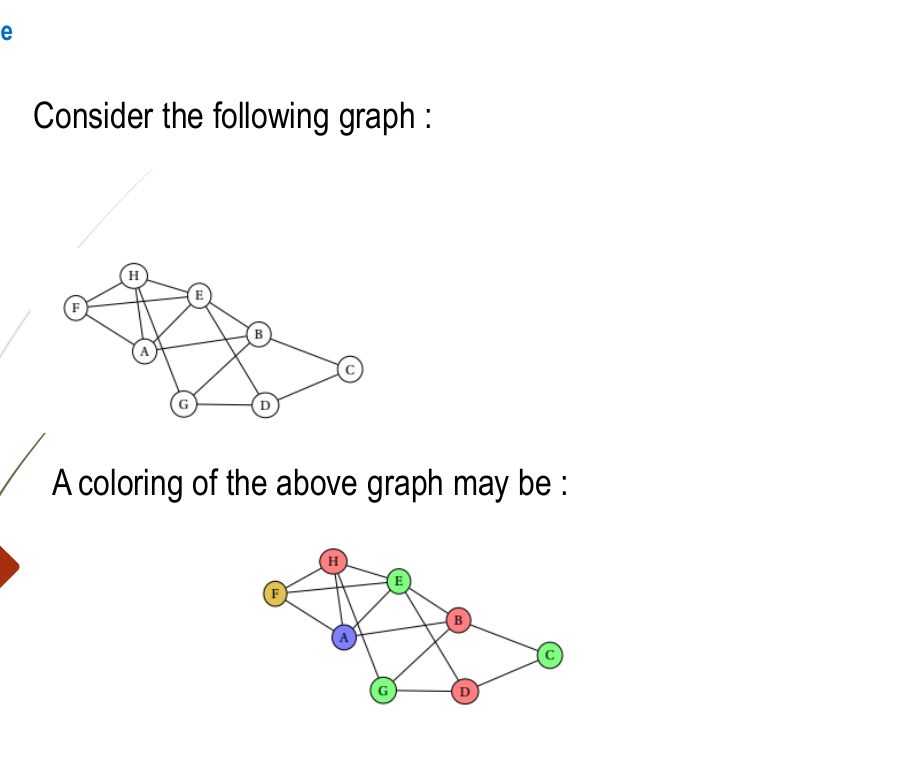 e
Consider the following graph :
H
E
F
B
A
C
G
D
A coloring of the above graph may be :
H
E
F
B
A
C
G
D